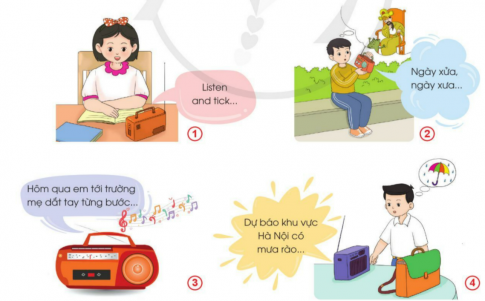 Listen
and tick...
1
Ngày xửa,
ngày xưa...
2
Hôm qua em tới trường
mẹ dắt tay từng bước...
3
Dự báo khu vực
Hà Nội có
mưa rào...
4